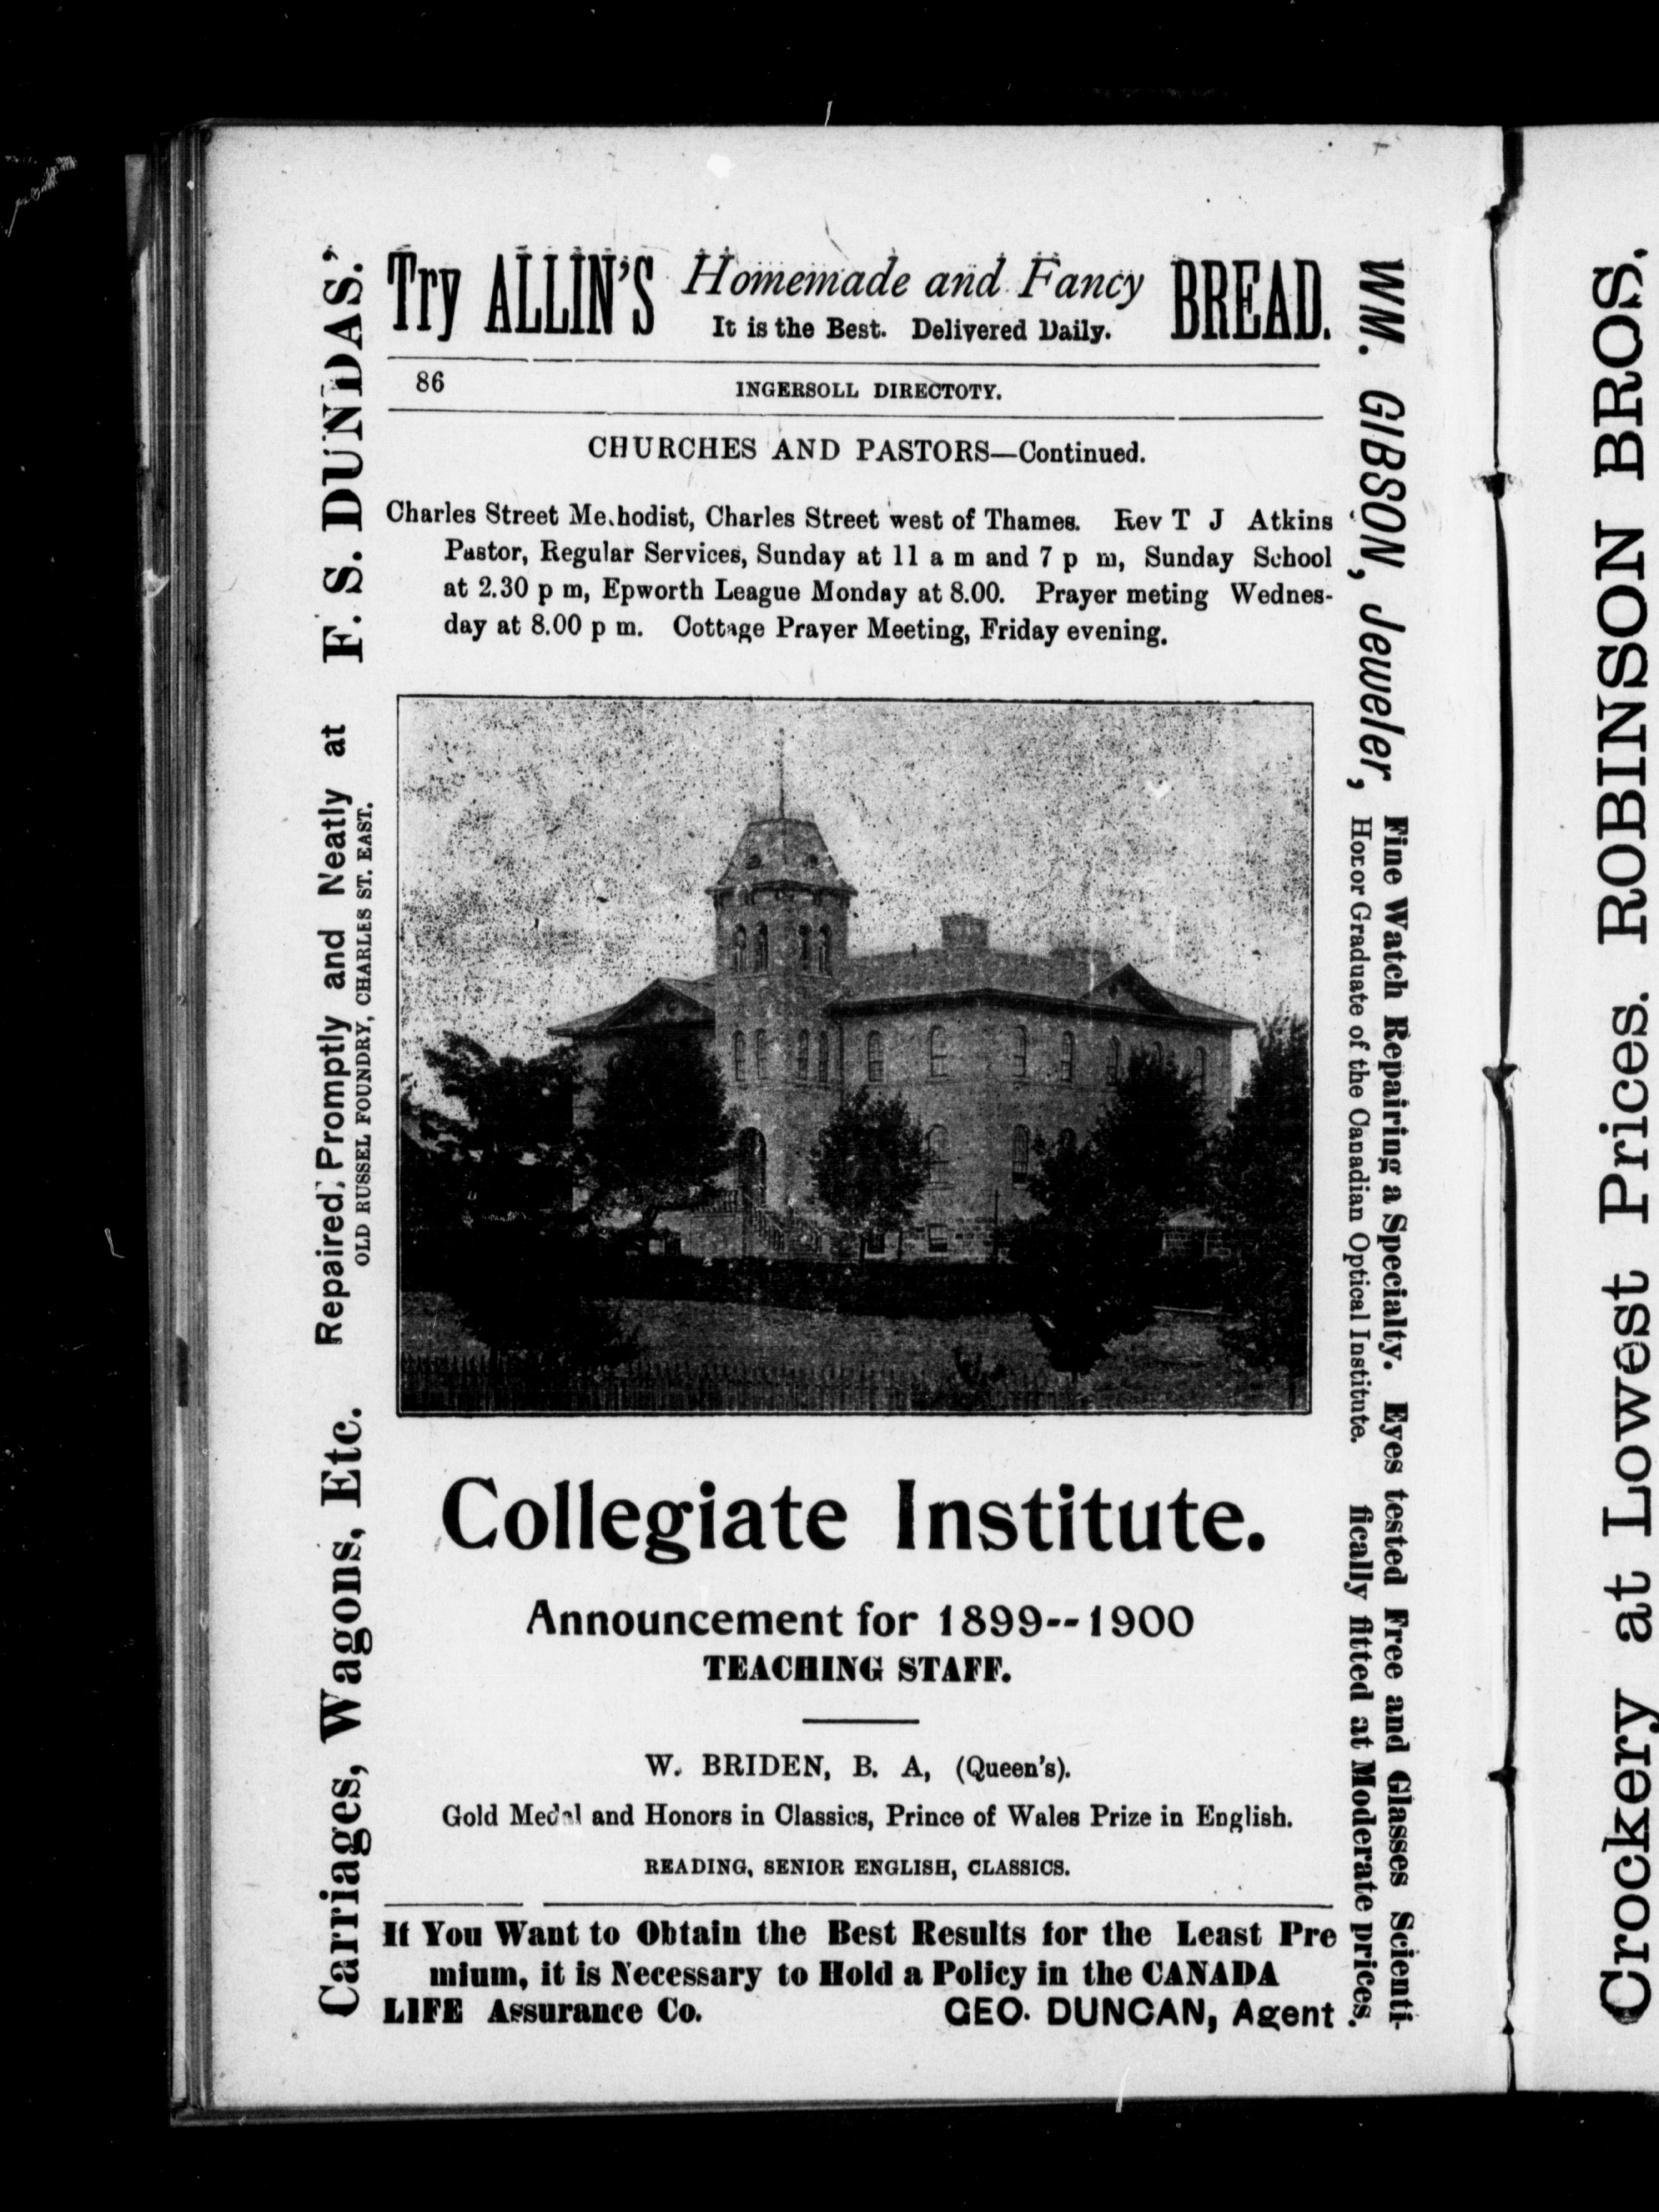 Try ALLIN'S Homemade and Fancy BREAD.
It is the Best. Delivered Daily.
86
INGERSOLL DIRECTOTY.
CHURCHES AND PASTORS—Continued.
Charles Street Me.hodist, Charles Street west of Thames. Rev T J Atkins
Pastor, Regular Services, Sunday at 11 a m and 7 p m, Sunday School
at 2.30 p m, Epworth League Monday at 8.00. Prayer meting Wednes-
day at 8.00 p m. Cottage Prayer Meeting, Friday evening.
Collegiate Institute.
Announcement for 1899--1900
TEACHING STAFF.
W. BRIDEN, B. A, (Queen's).
Gold Medal and Honors in Classics, Prince of Wales Prize in English.
READING, SENIOR ENGLISH, CLASSICS.
If You Want to Obtain the Best Results for the Least Pre
mium, it is Necessary to Hold a Policy in the CANADA
LIFE Assurance Co. GEO. DUNCAN, Agent
Carriages, Wagons, Etc. Repaired, Promptly and Neatly at F. S. DUNDAS.'
OLD RUSSEL FOUNDRY, CHARLES ST. EAST.
WM. GIBSON, Jeweler,
Fine Watch Repairing a Specialty. Eyes tested Free and Glasses Scienti-
Honor Graduate of the Canadian Optical Institute. fically fitted at Moderate prices.
Crockery at Lowest Prices. ROBINSON BROS.